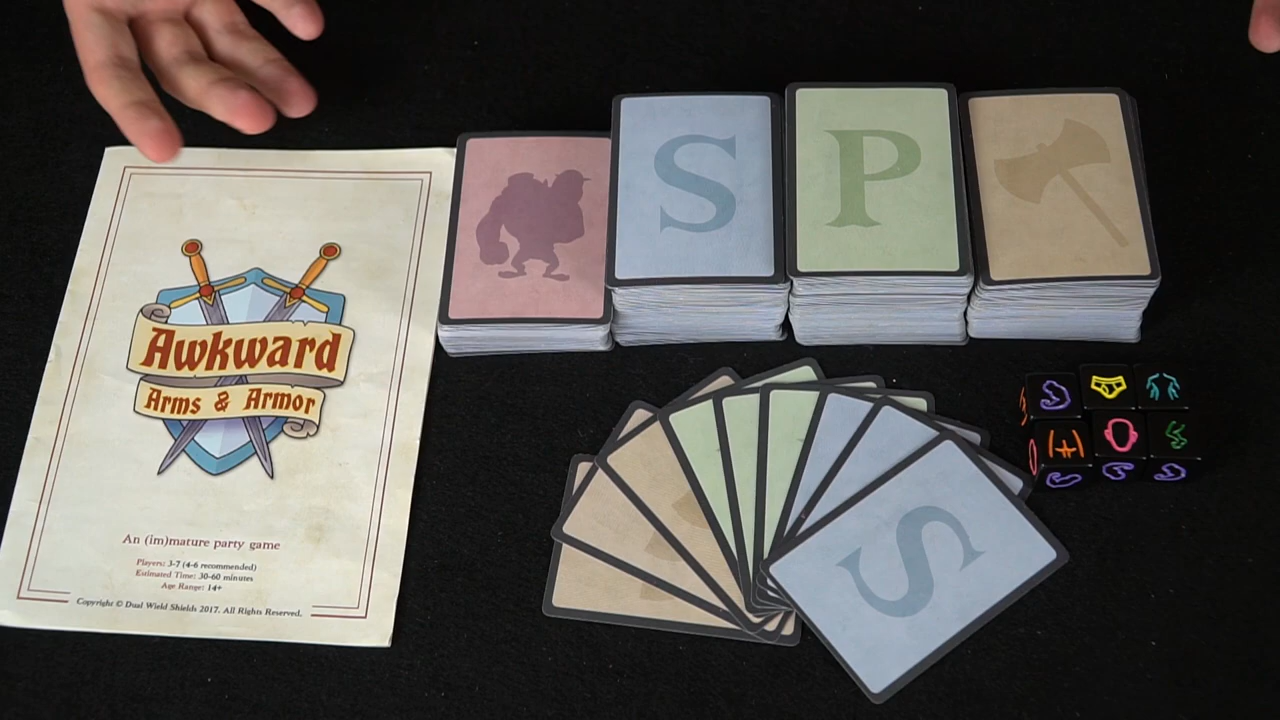 S
P
Awkward
Arms & Armor
An (im)mature party game
Players: 3-7 (4-6 recommended)
Estimated Time: 30-60 minutes
Age Range: 14+
Copyright © Dual Wield Shields 2017. All Rights Reserved.
S